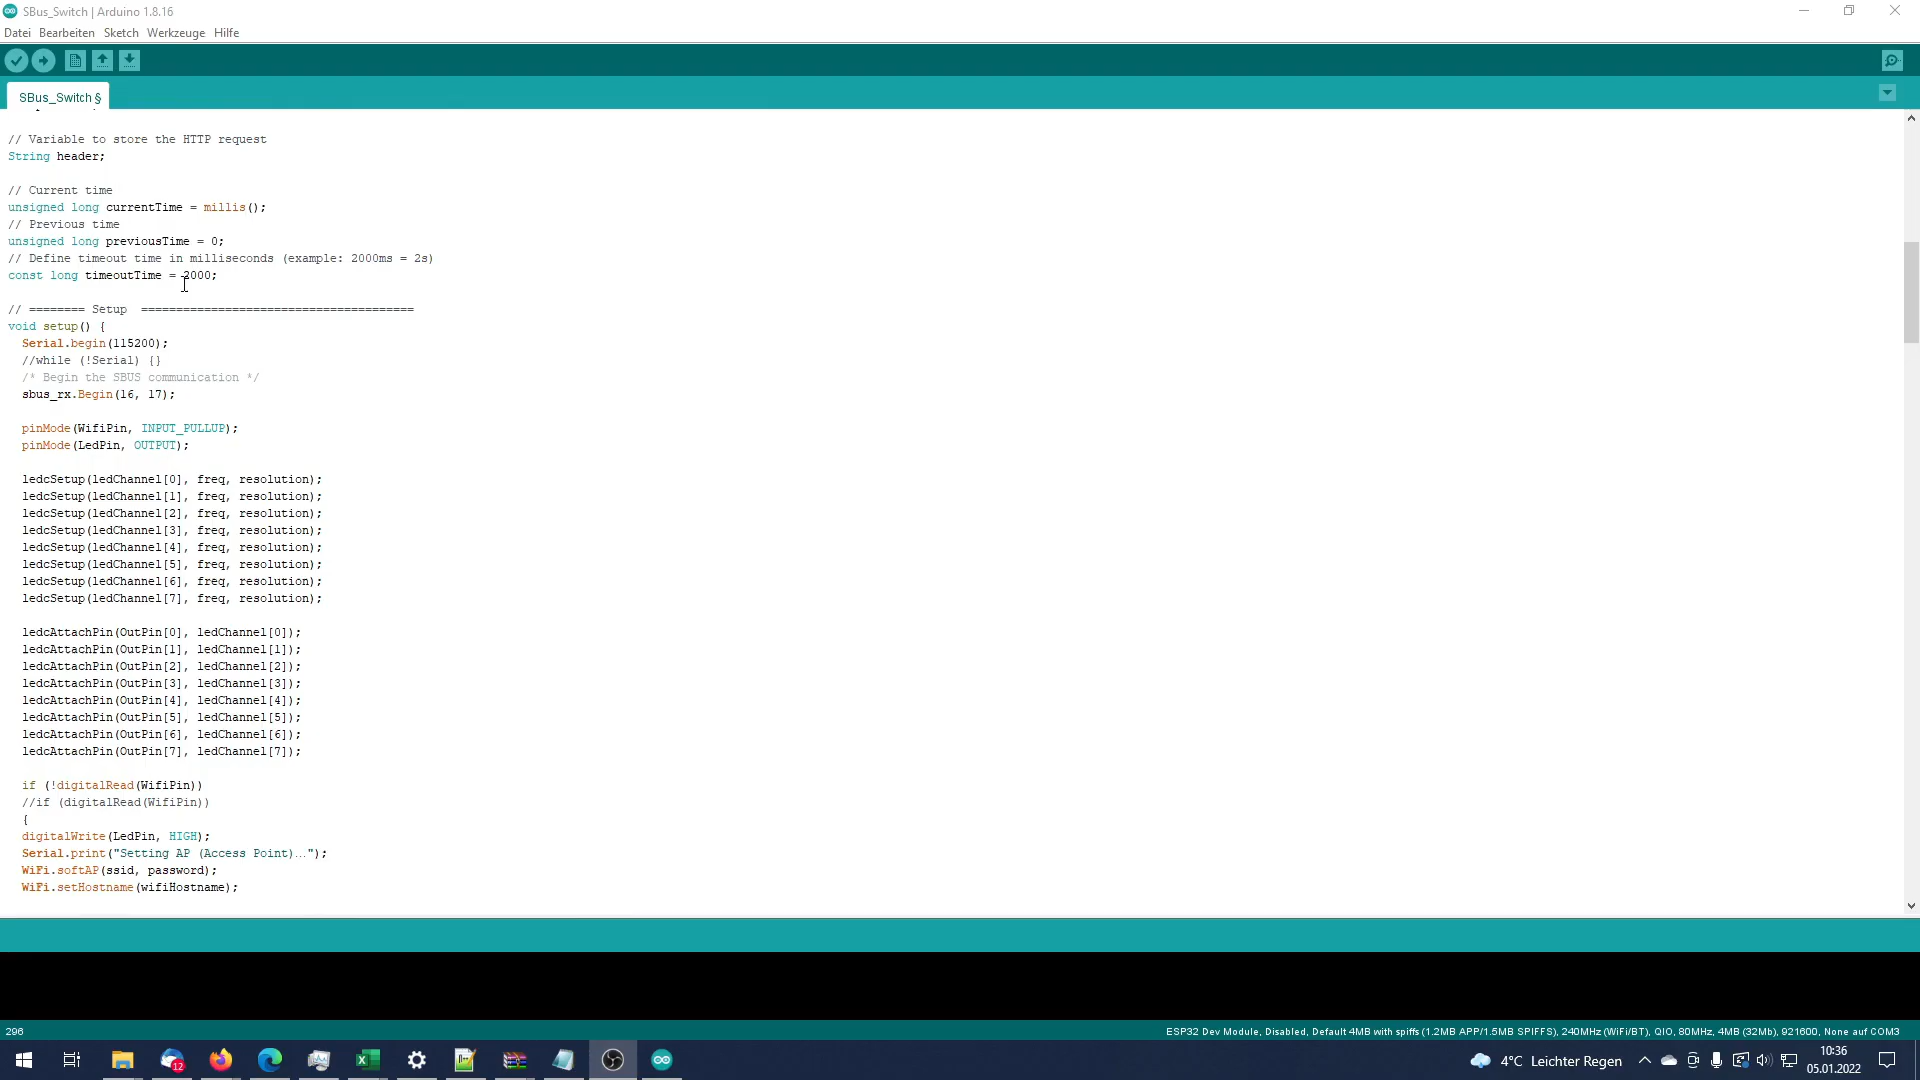 SBus_Switch | Arduino 1.8.16
Datei Bearbeiten Sketch Werkzeuge Hilfe
SBus_Switch §
// Variable to store the HTTP request
String header;
// Current time
unsigned long currentTime = millis();
// Previous time
unsigned long previousTime = 0;
// Define timeout time in milliseconds (example: 2000ms = 2s)
const long timeoutTime = 2000;
// ======== Setup =======================================
void setup() {
Serial.begin(115200);
//while (!Serial) {}
/* Begin the SBUS communication */
sbus_rx.Begin(16, 17);
pinMode(WifiPin, INPUT_PULLUP);
pinMode(LedPin, OUTPUT);
ledcSetup(ledChannel[0], freq, resolution);
ledcSetup(ledChannel[1], freq, resolution);
ledcSetup(ledChannel[2], freq, resolution);
ledcSetup(ledChannel[3], freq, resolution);
ledcSetup(ledChannel[4], freq, resolution);
ledcSetup(ledChannel[5], freq, resolution);
ledcSetup(ledChannel[6], freq, resolution);
ledcSetup(ledChannel[7], freq, resolution);
ledcAttachPin(OutPin[0], ledChannel[0]);
ledcAttachPin(OutPin[1], ledChannel[1]);
ledcAttachPin(OutPin[2], ledChannel[2]);
ledcAttachPin(OutPin[3], ledChannel[3]);
ledcAttachPin(OutPin[4], ledChannel[4]);
ledcAttachPin(OutPin[5], ledChannel[5]);
ledcAttachPin(OutPin[6], ledChannel[6]);
ledcAttachPin(OutPin[7], ledChannel[7]);
if (!digitalRead(WifiPin))
//if (digitalRead(WifiPin))
{
digitalWrite(LedPin, HIGH);
Serial.print("Setting AP (Access Point)…");
WiFi.softAP(ssid, password);
WiFi.setHostname(wifiHostname);
296
ESP32 Dev Module, Disabled, Default 4MB with spiffs (1.2MB APP/1.5MB SPIFFS), 240MHz (WiFi/BT), QIO, 80MHz, 4MB (32Mb), 921600, None auf COM3
12
4°C Leichter Regen
10:36
05.01.2022